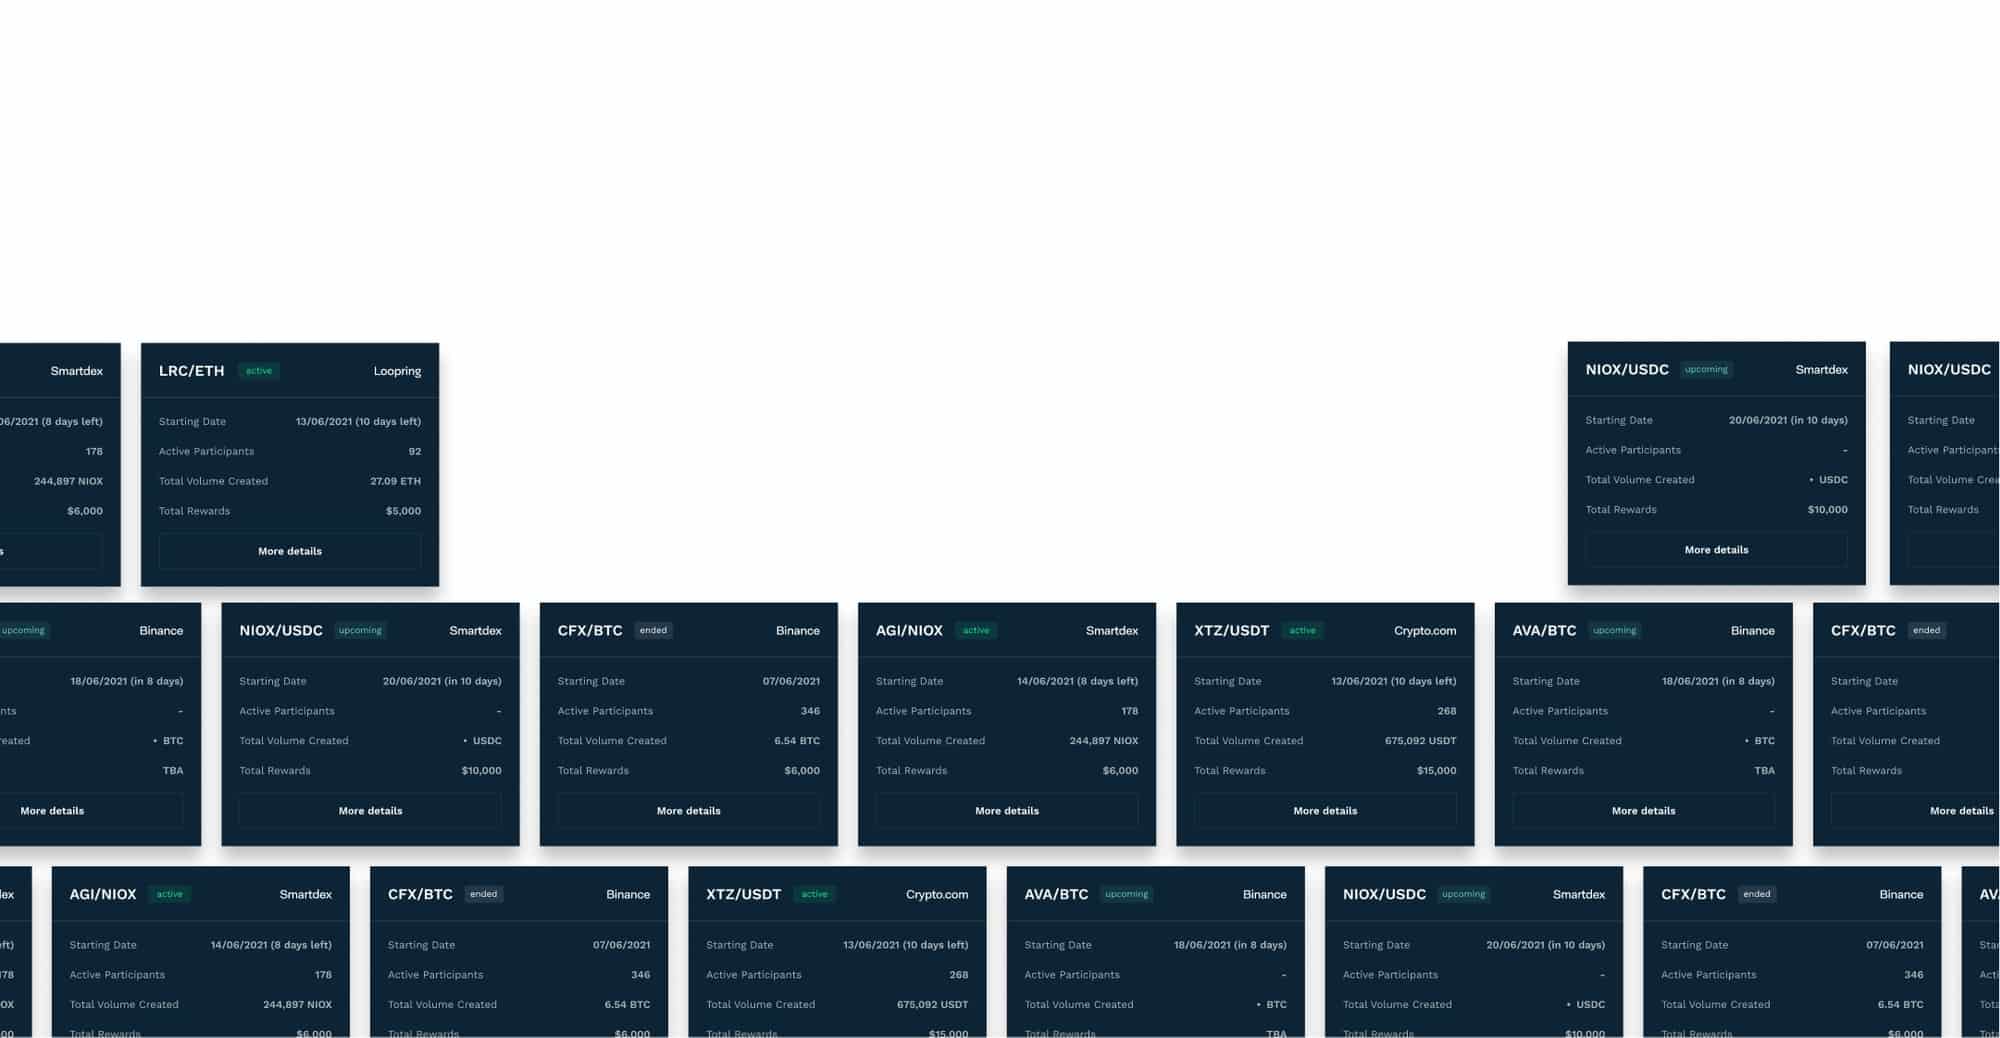 Smartdex
06/2021 (8 days left)
178
244,897 NIOX
$6,000
LRC/ETH active Loopring
Starting Date 13/06/2021 (10 days left)
Active Participants 92
Total Volume Created 27.09 ETH
Total Rewards $5,000
More details
NIOX/USDC upcoming Smartdex
Starting Date 20/06/2021 (in 10 days)
Active Participants -
Total Volume Created • USDC
Total Rewards $10,000
More details
NIOX/USDC
Starting Date
Active Participant
Total Volume Crea
Total Rewards
upcoming Binance
18/06/2021 (in 8 days)
nts -
reated • BTC
TBA
More details
NIOX/USDC upcoming Smartdex
Starting Date 20/06/2021 (in 10 days)
Active Participants -
Total Volume Created • USDC
Total Rewards $10,000
More details
CFX/BTC ended Binance
Starting Date 07/06/2021
Active Participants 346
Total Volume Created 6.54 BTC
Total Rewards $6,000
More details
AGI/NIOX active Smartdex
Starting Date 14/06/2021 (8 days left)
Active Participants 178
Total Volume Created 244,897 NIOX
Total Rewards $6,000
More details
XTZ/USDT active Crypto.com
Starting Date 13/06/2021 (10 days left)
Active Participants 268
Total Volume Created 675,092 USDT
Total Rewards $15,000
More details
AVA/BTC upcoming Binance
Starting Date 18/06/2021 (in 8 days)
Active Participants -
Total Volume Created • BTC
Total Rewards TBA
More details
CFX/BTC ended
Starting Date
Active Participants
Total Volume Created
Total Rewards
More details
dex
eft)
178
OX
00
AGI/NIOX active Smartdex
Starting Date 14/06/2021 (8 days left)
Active Participants 178
Total Volume Created 244,897 NIOX
Total Rewards $6,000
CFX/BTC ended Binance
Starting Date 07/06/2021
Active Participants 346
Total Volume Created 6.54 BTC
Total Rewards $6,000
XTZ/USDT active Crypto.com
Starting Date 13/06/2021 (10 days left)
Active Participants 268
Total Volume Created 675,092 USDT
Total Rewards $15,000
AVA/BTC upcoming Binance
Starting Date 18/06/2021 (in 8 days)
Active Participants -
Total Volume Created • BTC
Total Rewards TBA
NIOX/USDC upcoming Smartdex
Starting Date 20/06/2021 (in 10 days)
Active Participants -
Total Volume Created • USDC
Total Rewards $10,000
CFX/BTC ended Binance
Starting Date 07/06/2021
Active Participants 346
Total Volume Created 6.54 BTC
Total Rewards $6,000
AV
Star
Acti
Tota
Tota